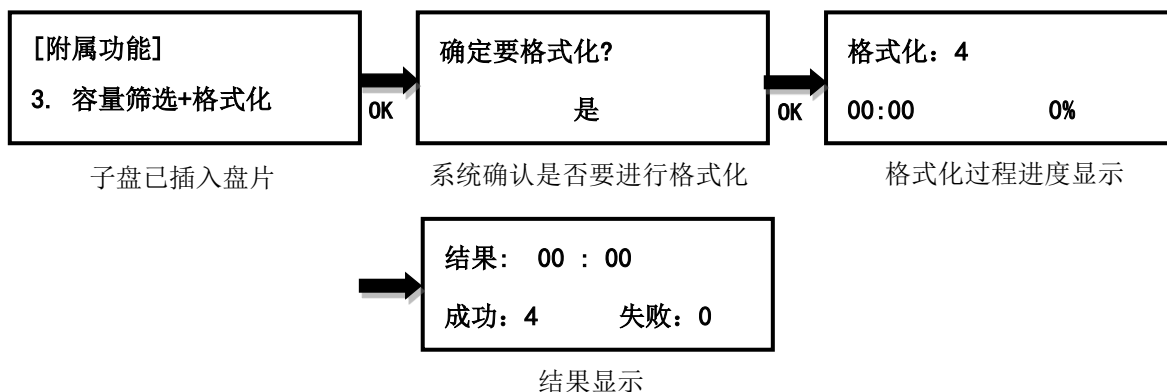 [附属功能]
3. 容量筛选+格式化
OK
确定要格式化?
是
OK
格式化：4
00:00 0%
子盘已插入盘片
系统确认是否要进行格式化
格式化过程进度显示
结果： 00 : 00
成功：4 失败：0
结果显示